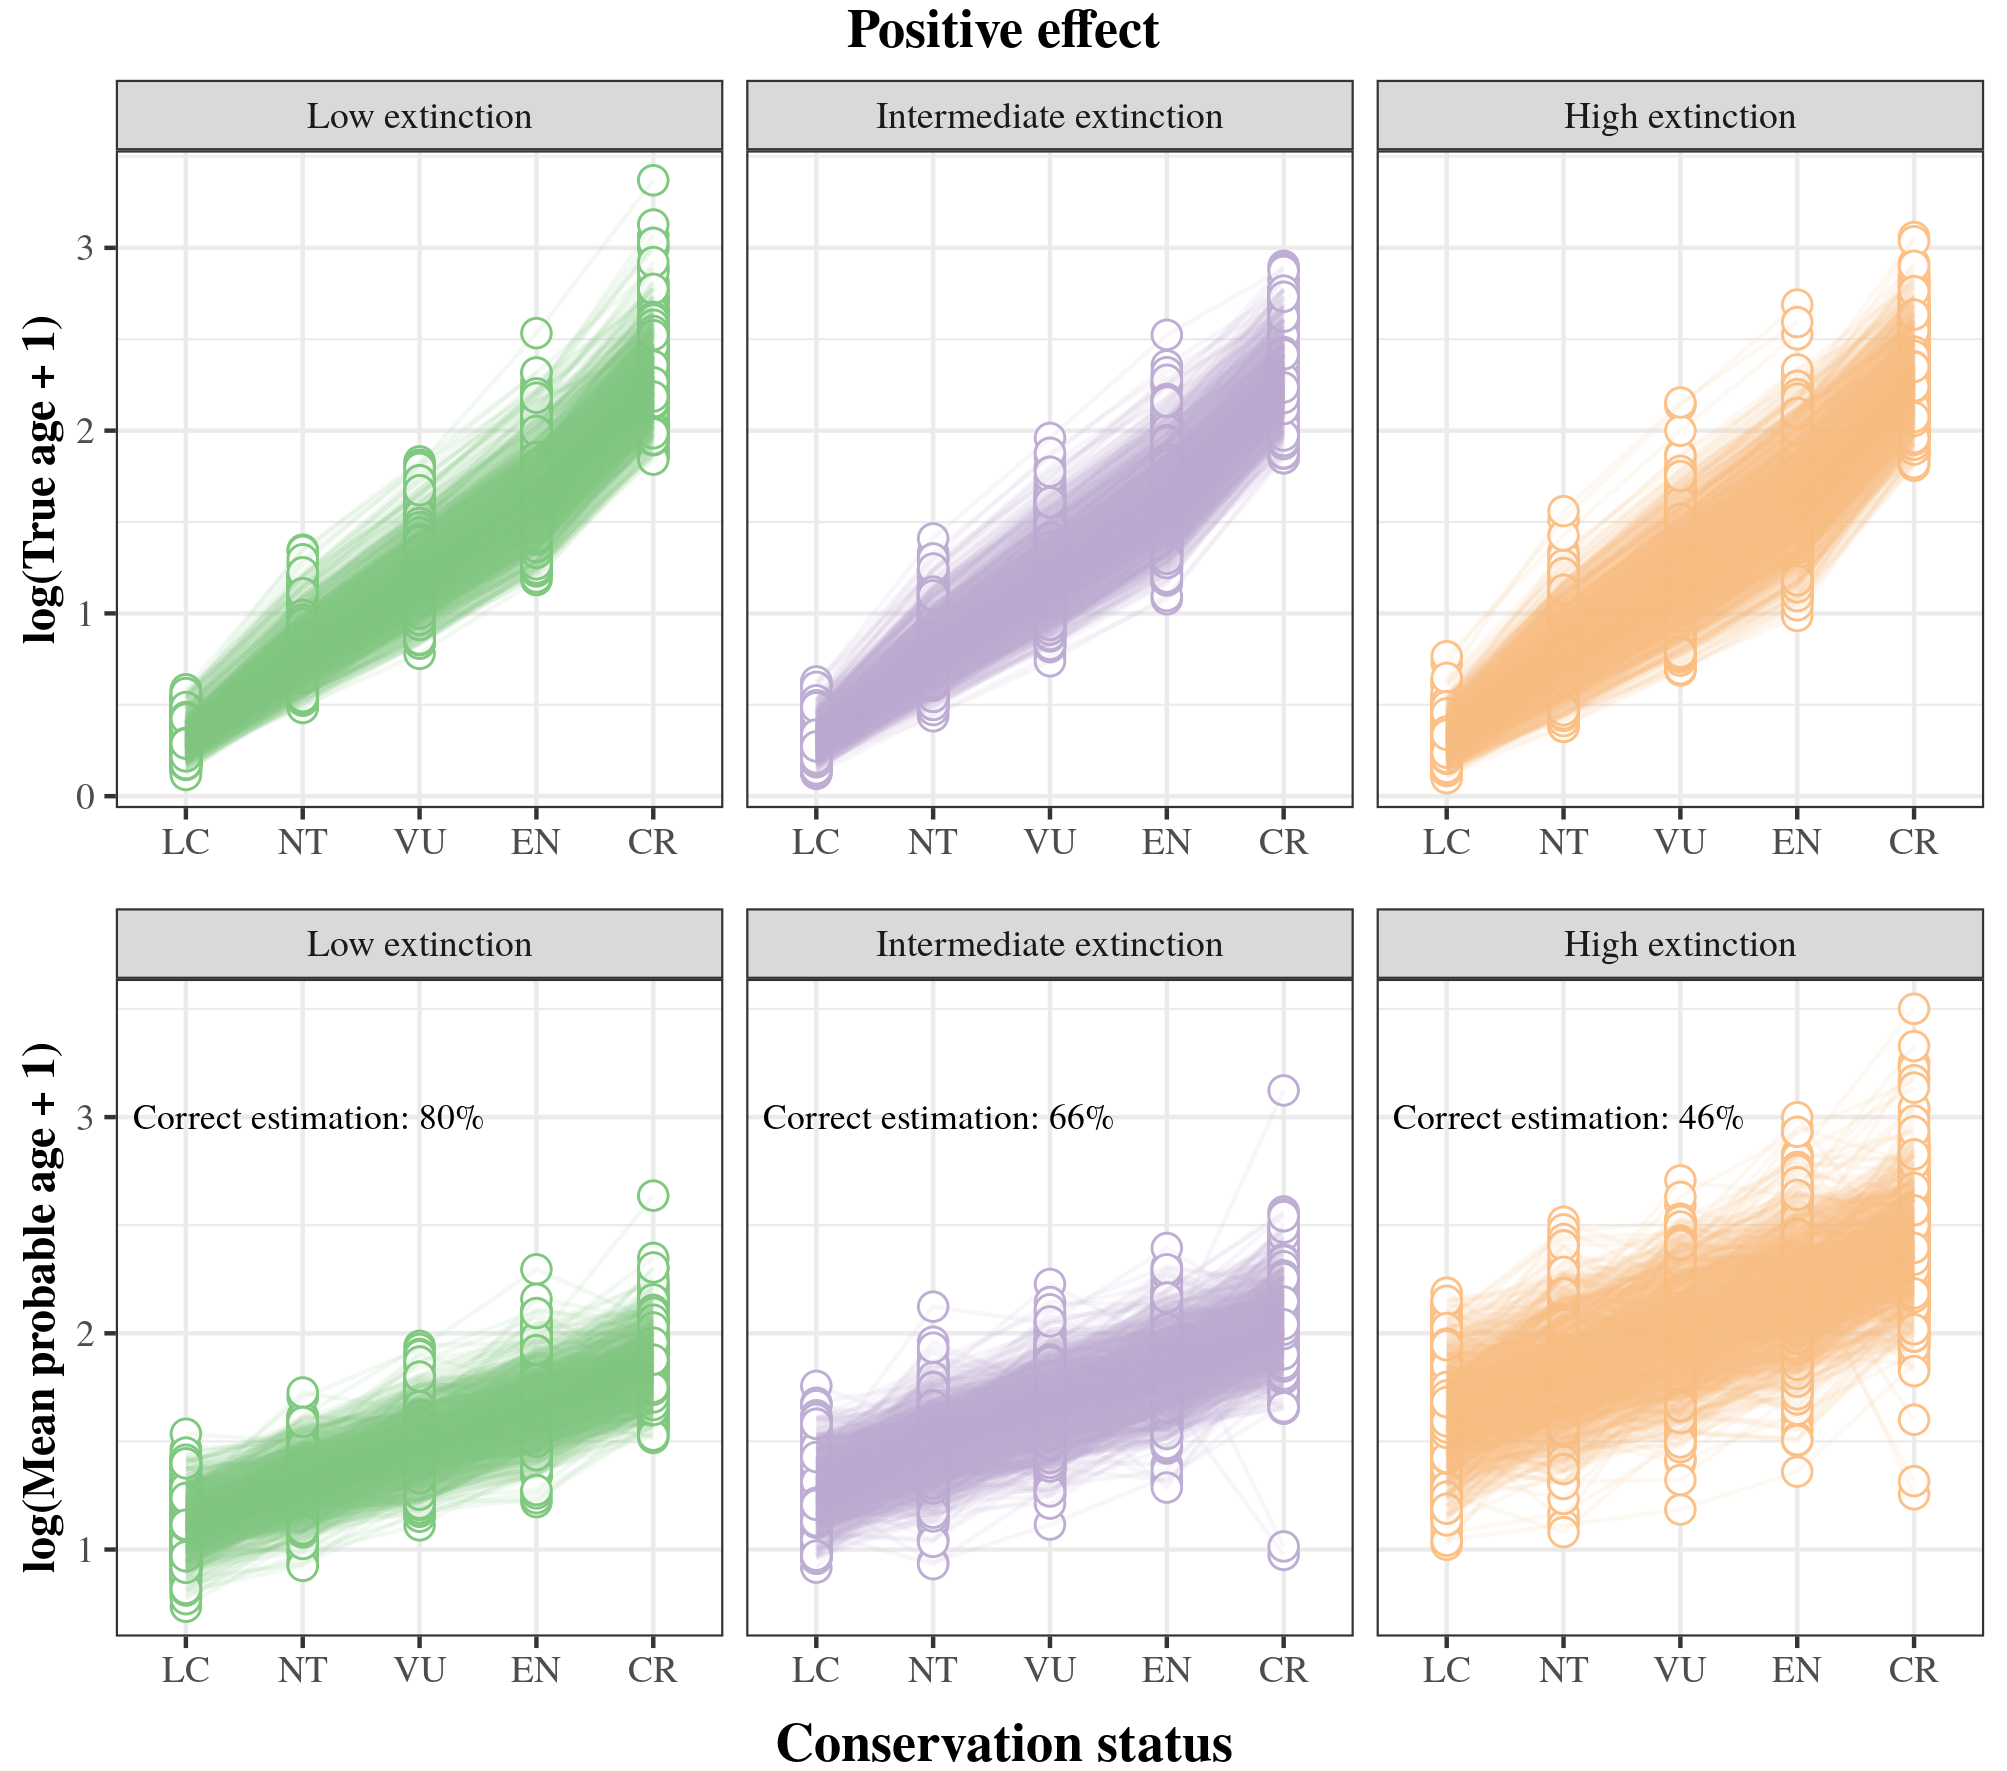 Positive effect
Low extinction
Intermediate extinction
High extinction
log(True age + 1)
3
2
1
0
LC NT VU EN CR
LC NT VU EN CR
LC NT VU EN CR
Low extinction
Intermediate extinction
High extinction
log(Mean probable age + 1)
3
2
1
Correct estimation: 80%
Correct estimation: 66%
Correct estimation: 46%
LC NT VU EN CR
LC NT VU EN CR
LC NT VU EN CR
Conservation status